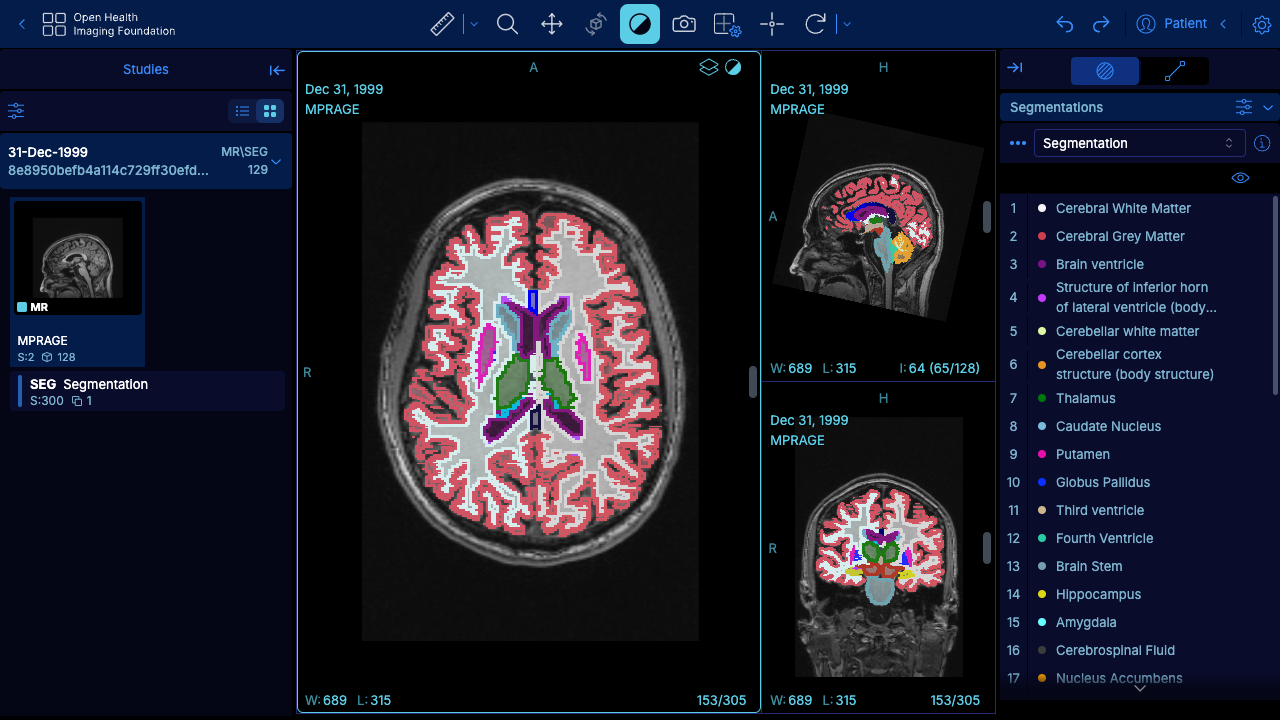 Open Health
Imaging Foundation
Patient
Studies
31-Dec-1999
MR\SEG
8e8950befb4a114c729ff30efd...
129
MR
MPRAGE
S:2 128
SEG Segmentation
S:300 1
A
Dec 31, 1999
MPRAGE
R
W: 689 L: 315
153/305
H
Dec 31, 1999
MPRAGE
A
W: 689 L: 315
I: 64 (65/128)
H
Dec 31, 1999
MPRAGE
R
W: 689 L: 315
153/305
Segmentations
Segmentation
1 Cerebral White Matter
2 Cerebral Grey Matter
3 Brain ventricle
4 Structure of inferior horn
of lateral ventricle (body...
5 Cerebellar white matter
6 Cerebellar cortex
structure (body structure)
7 Thalamus
8 Caudate Nucleus
9 Putamen
10 Globus Pallidus
11 Third ventricle
12 Fourth Ventricle
13 Brain Stem
14 Hippocampus
15 Amygdala
16 Cerebrospinal Fluid
17 Nucleus Accumbens